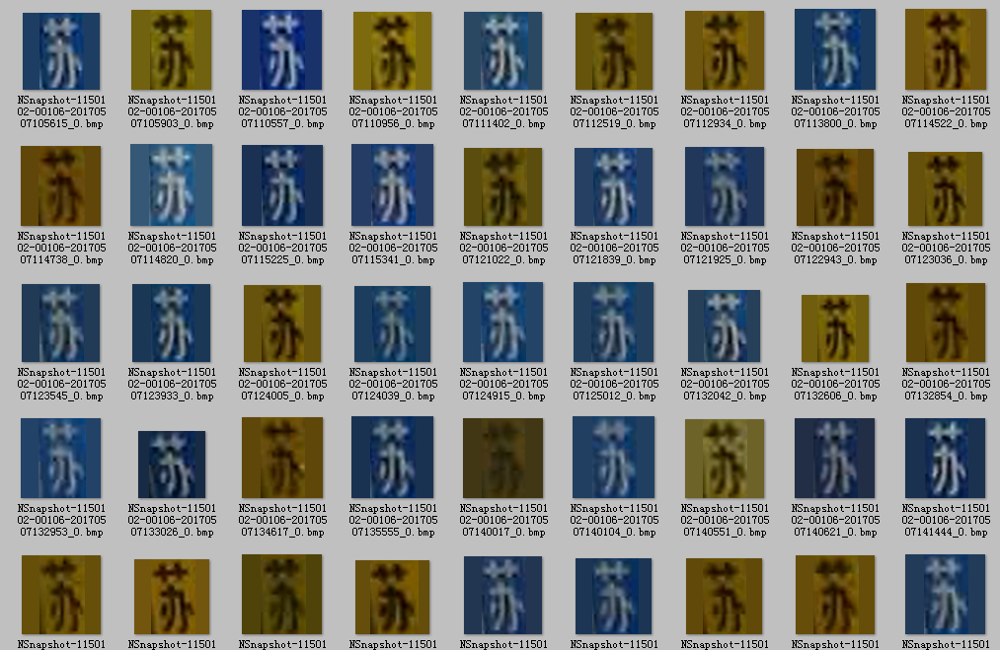 苏
NSnapshot-11501
02-00106-201705
07105615_0.bmp
苏
NSnapshot-11501
02-00106-201705
07105903_0.bmp
苏
NSnapshot-11501
02-00106-201705
07110557_0.bmp
苏
NSnapshot-11501
02-00106-201705
07110956_0.bmp
苏
NSnapshot-11501
02-00106-201705
07111402_0.bmp
苏
NSnapshot-11501
02-00106-201705
07112519_0.bmp
苏
NSnapshot-11501
02-00106-201705
07112934_0.bmp
苏
NSnapshot-11501
02-00106-201705
07113800_0.bmp
苏
NSnapshot-11501
02-00106-201705
07114522_0.bmp
苏
NSnapshot-11501
02-00106-201705
07114738_0.bmp
苏
NSnapshot-11501
02-00106-201705
07114820_0.bmp
苏
NSnapshot-11501
02-00106-201705
07115225_0.bmp
苏
NSnapshot-11501
02-00106-201705
07115341_0.bmp
苏
NSnapshot-11501
02-00106-201705
07121022_0.bmp
苏
NSnapshot-11501
02-00106-201705
07121839_0.bmp
苏
NSnapshot-11501
02-00106-201705
07121925_0.bmp
苏
NSnapshot-11501
02-00106-201705
07122943_0.bmp
苏
NSnapshot-11501
02-00106-201705
07123036_0.bmp
苏
NSnapshot-11501
02-00106-201705
07123545_0.bmp
苏
NSnapshot-11501
02-00106-201705
07123933_0.bmp
苏
NSnapshot-11501
02-00106-201705
07124005_0.bmp
苏
NSnapshot-11501
02-00106-201705
07124039_0.bmp
苏
NSnapshot-11501
02-00106-201705
07124915_0.bmp
苏
NSnapshot-11501
02-00106-201705
07125012_0.bmp
苏
NSnapshot-11501
02-00106-201705
07132042_0.bmp
苏
NSnapshot-11501
02-00106-201705
07132606_0.bmp
苏
NSnapshot-11501
02-00106-201705
07132854_0.bmp
苏
NSnapshot-11501
02-00106-201705
07132953_0.bmp
苏
NSnapshot-11501
02-00106-201705
07133026_0.bmp
苏
NSnapshot-11501
02-00106-201705
07134617_0.bmp
苏
NSnapshot-11501
02-00106-201705
07135555_0.bmp
苏
NSnapshot-11501
02-00106-201705
07140017_0.bmp
苏
NSnapshot-11501
02-00106-201705
07140104_0.bmp
苏
NSnapshot-11501
02-00106-201705
07140551_0.bmp
苏
NSnapshot-11501
02-00106-201705
07140621_0.bmp
苏
NSnapshot-11501
02-00106-201705
07141444_0.bmp
苏
NSnapshot-11501
苏
NSnapshot-11501
苏
NSnapshot-11501
苏
NSnapshot-11501
苏
NSnapshot-11501
苏
NSnapshot-11501
苏
NSnapshot-11501
苏
NSnapshot-11501
苏
NSnapshot-11501